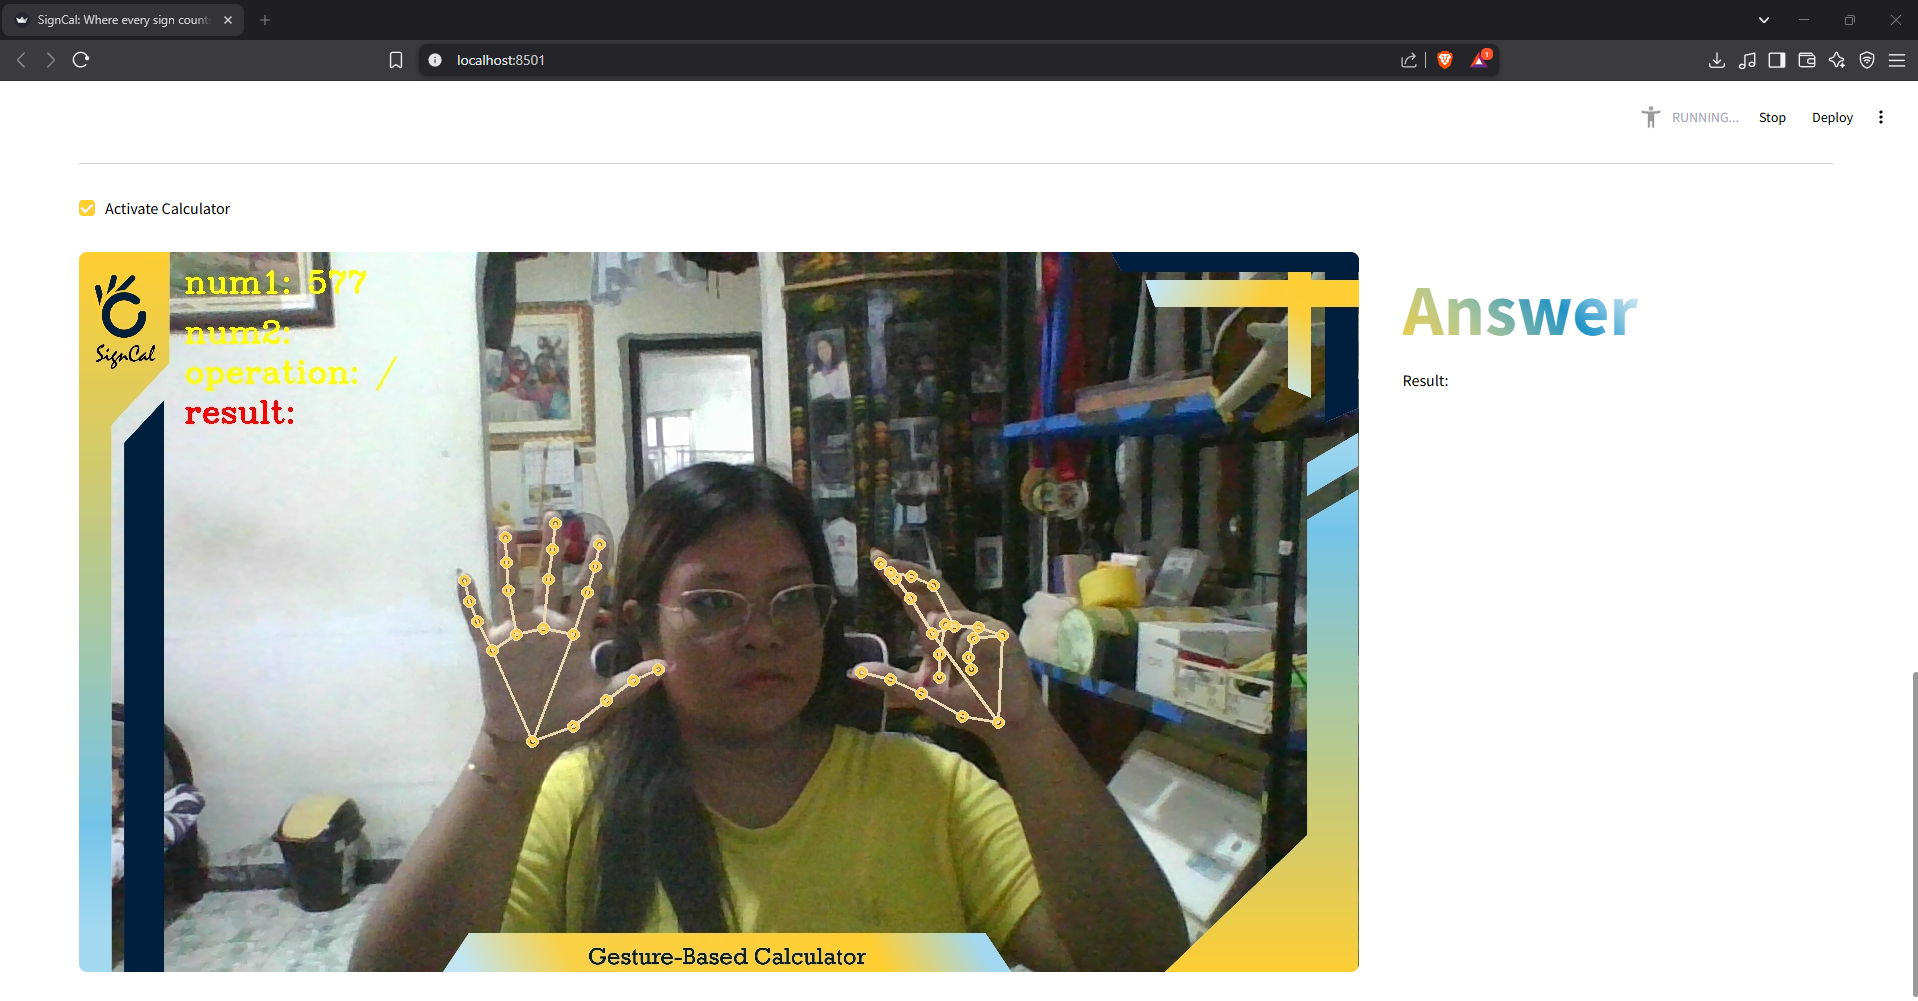 SignCal: Where every sign count
localhost:8501
1
RUNNING...
Stop
Deploy
Activate Calculator
SignCal
num1: 577
num2:
operation: /
result:
Answer
Result:
Gesture-Based Calculator